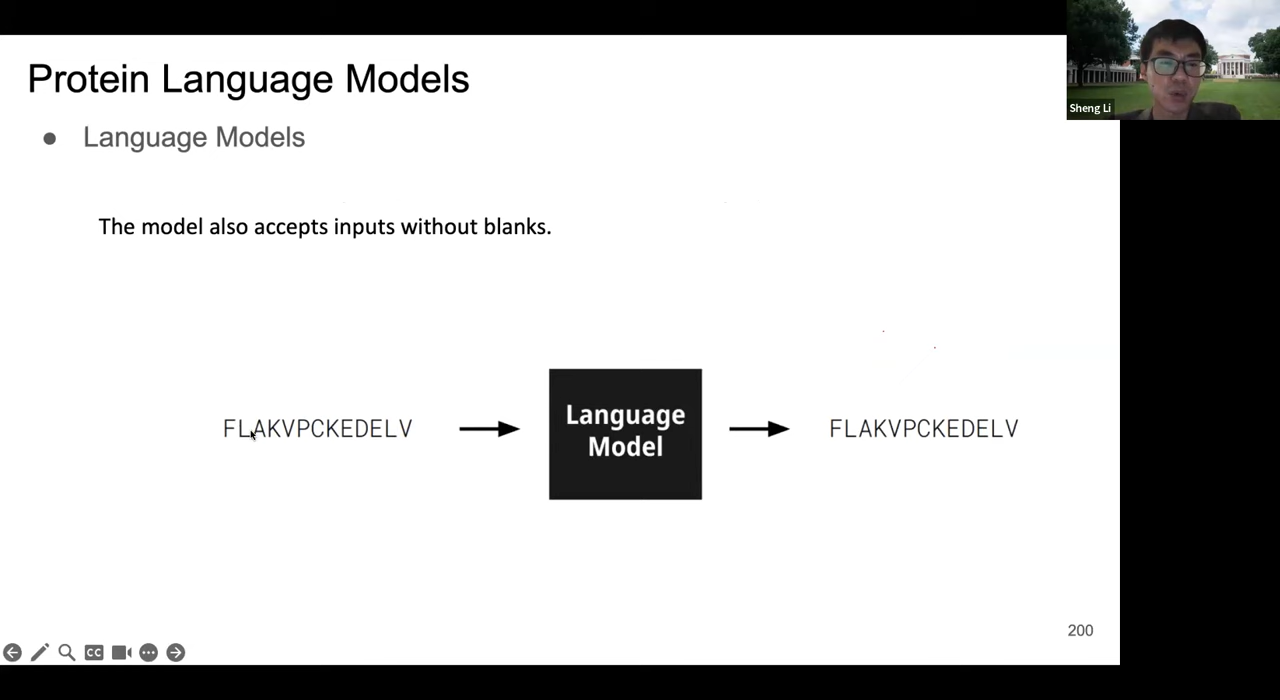 Protein Language Models
Sheng Li
● Language Models
The model also accepts inputs without blanks.
FLAKVPCKEDELV
Language
Model
FLAKVPCKEDELV
200
CC